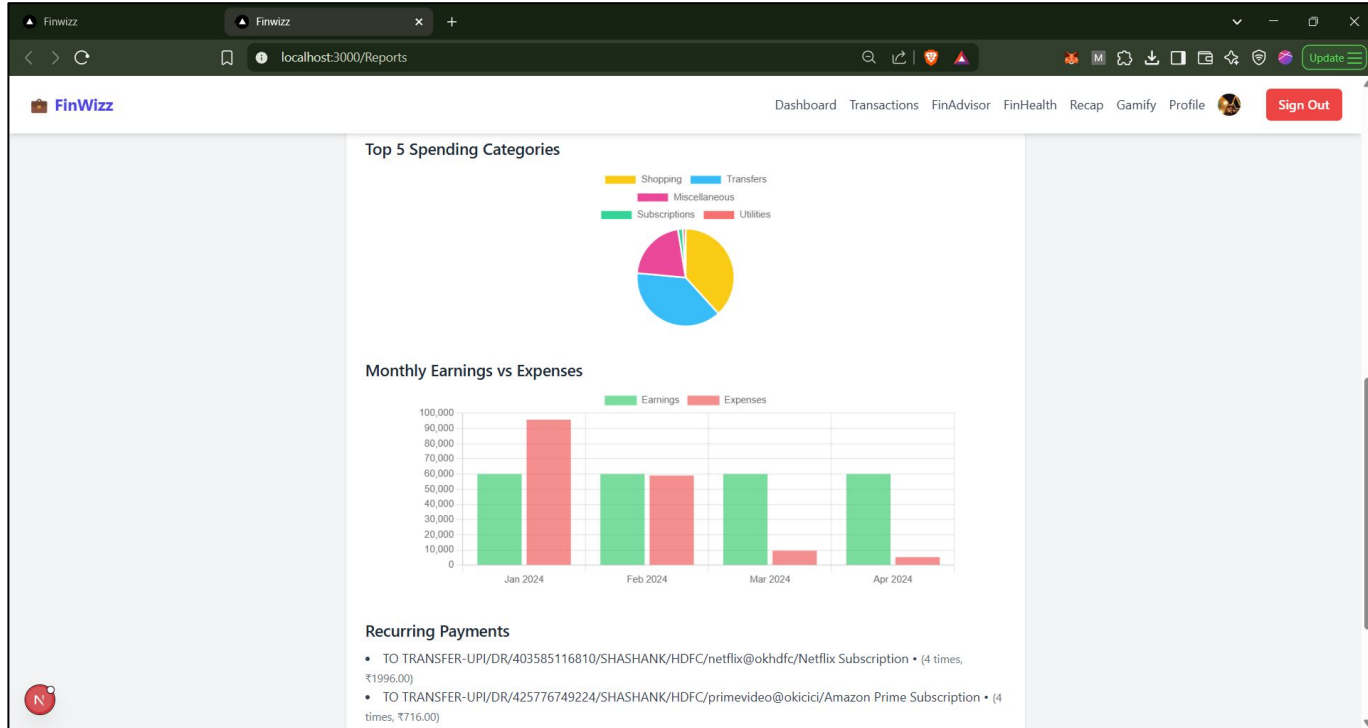 Finwizz
Finwizz
localhost:3000/Reports
M
Update
FinWizz
Dashboard Transactions FinAdvisor FinHealth Recap Gamify Profile
Sign Out
Top 5 Spending Categories
Shopping Transfers
Miscellaneous
Subscriptions Utilities
Monthly Earnings vs Expenses
Earnings Expenses
100,000
90,000
80,000
70,000
60,000
50,000
40,000
30,000
20,000
10,000
0
Jan 2024 Feb 2024 Mar 2024 Apr 2024
Recurring Payments
• TO TRANSFER-UPI/DR/403585116810/SHASHANK/HDFC/netflix@okhdfc/Netflix Subscription • (4 times,
₹1996.00)
• TO TRANSFER-UPI/DR/425776749224/SHASHANK/HDFC/primevideo@okicici/Amazon Prime Subscription • (4
times, ₹716.00)
N